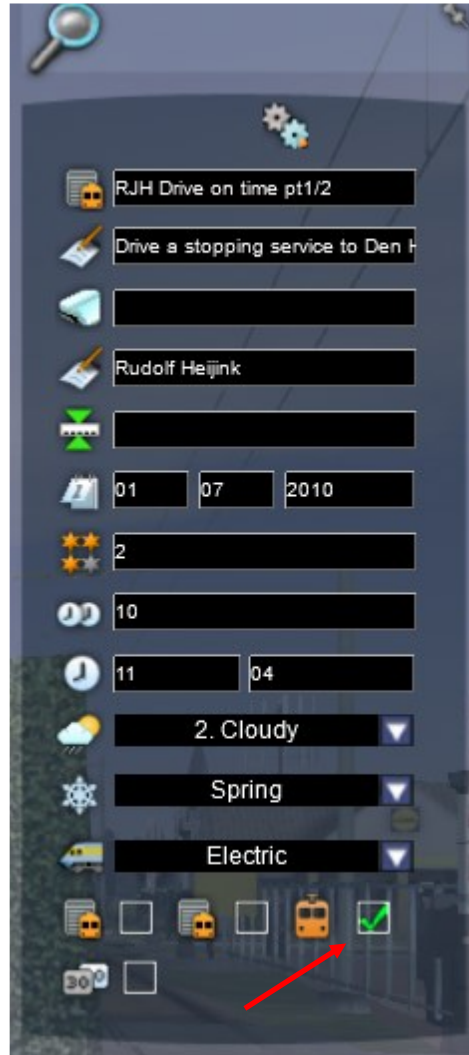 RJH Drive on time pt1/2
Drive a stopping service to Den H
Rudolf Heijink
01 07 2010
2
10
11 04
2. Cloudy
Spring
Electric
30